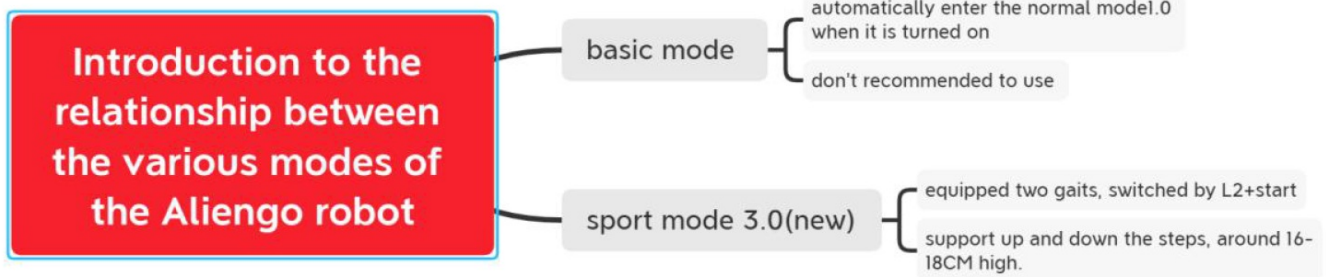 Introduction to the
relationship between
the various modes of
the Aliengo robot
basic mode
automatically enter the normal mode1.0
when it is turned on
don't recommended to use
sport mode 3.0(new)
equipped two gaits, switched by L2+start
support up and down the steps, around 16-
18CM high.